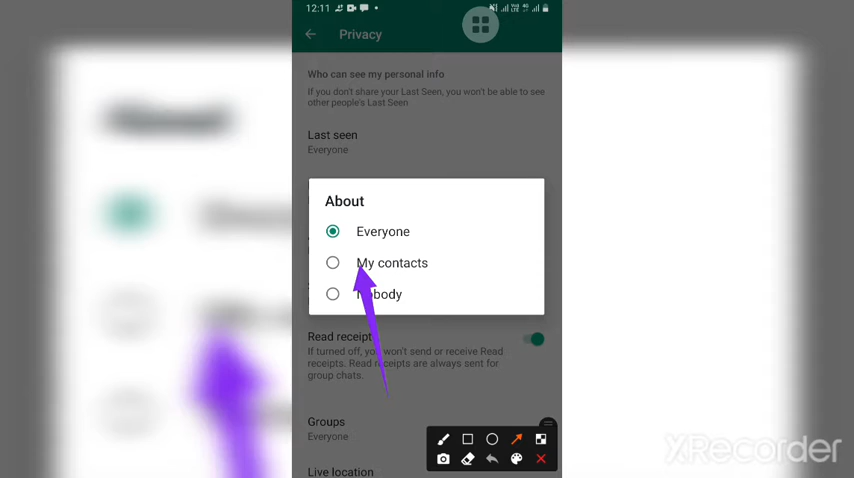 12:11
Privacy
Who can see my personal info
If you don't share your Last Seen, you won't be able to see
other people's Last Seen
Last seen
Everyone
About
Everyone
My contacts
Nobody
Read receipts
If turned off, you won't send or receive Read
receipts. Read receipts are always sent for
group chats.
Groups
Everyone
Live location
XRecorder